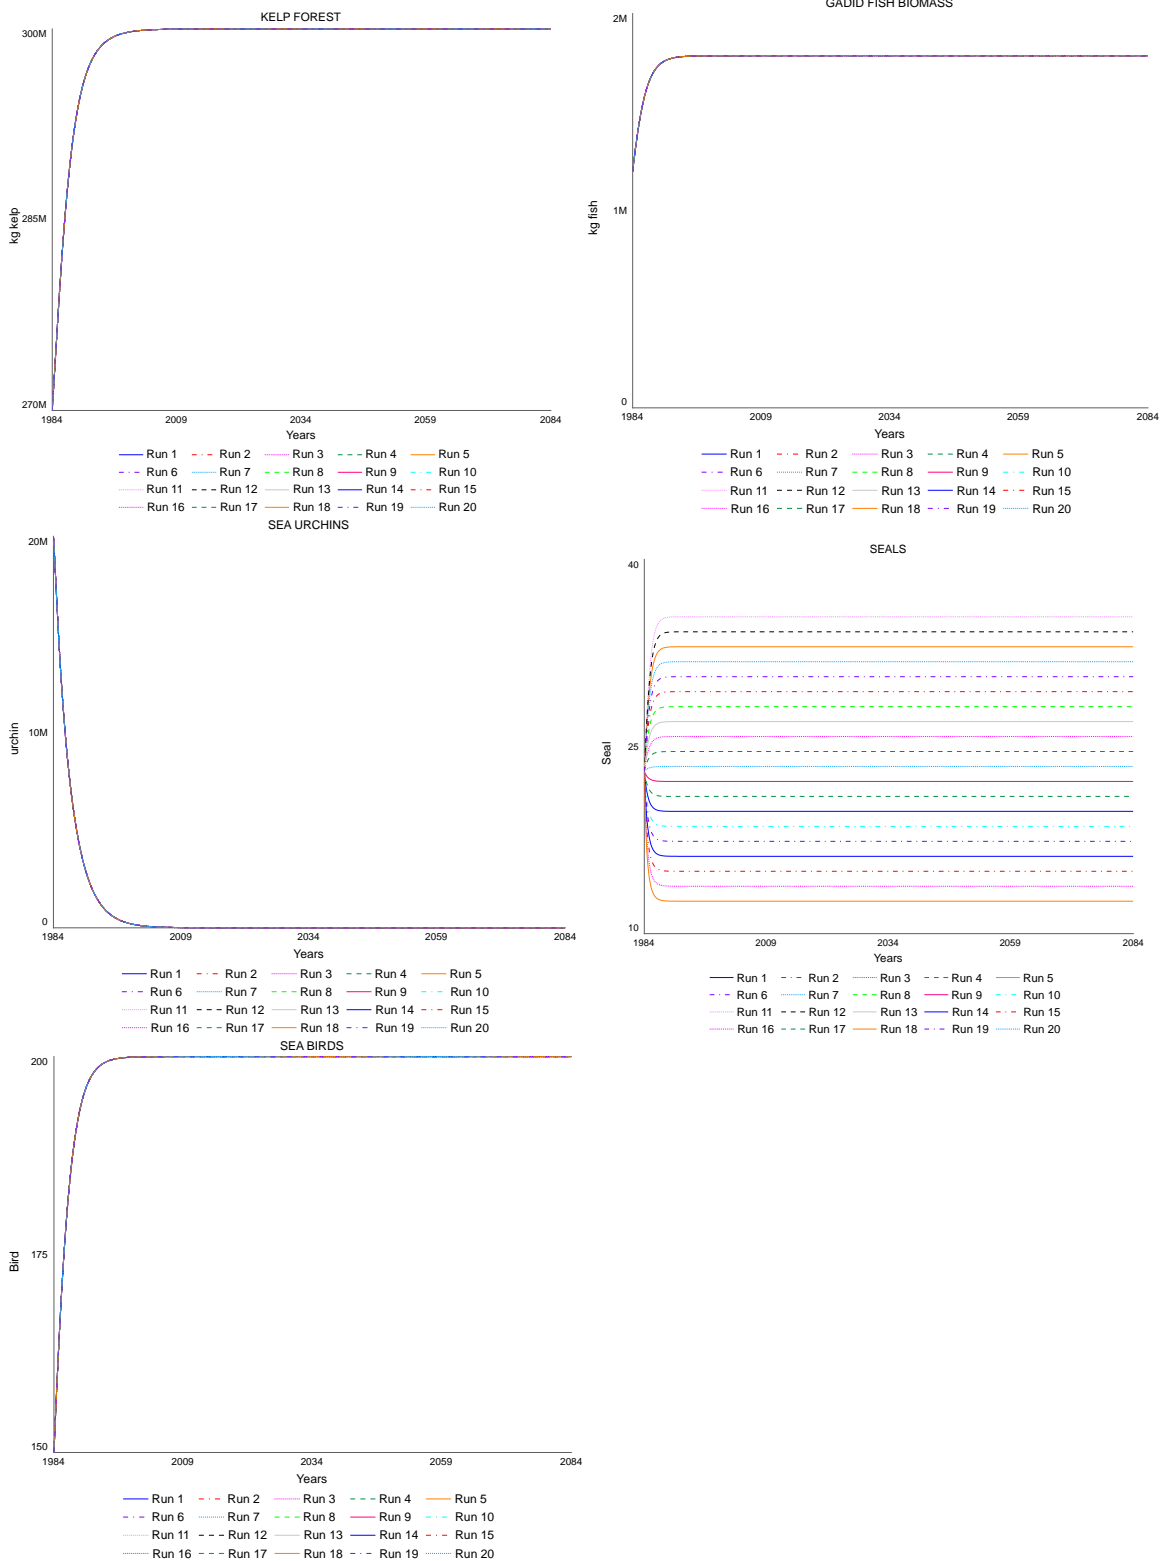 KELP FOREST
300M
285M
270M
kg kelp
1984 2009 2034 2059 2084
Years
Run 1 Run 2 Run 3 Run 4 Run 5
Run 6 Run 7 Run 8 Run 9 Run 10
Run 11 Run 12 Run 13 Run 14 Run 15
Run 16 Run 17 Run 18 Run 19 Run 20
GADID FISH BIOMASS
2M
1M
0
kg fish
1984 2009 2034 2059 2084
Years
Run 1 Run 2 Run 3 Run 4 Run 5
Run 6 Run 7 Run 8 Run 9 Run 10
Run 11 Run 12 Run 13 Run 14 Run 15
Run 16 Run 17 Run 18 Run 19 Run 20
SEA URCHINS
20M
10M
0
urchin
1984 2009 2034 2059 2084
Years
Run 1 Run 2 Run 3 Run 4 Run 5
Run 6 Run 7 Run 8 Run 9 Run 10
Run 11 Run 12 Run 13 Run 14 Run 15
Run 16 Run 17 Run 18 Run 19 Run 20
SEALS
40
25
10
Seal
1984 2009 2034 2059 2084
Years
Run 1 Run 2 Run 3 Run 4 Run 5
Run 6 Run 7 Run 8 Run 9 Run 10
Run 11 Run 12 Run 13 Run 14 Run 15
Run 16 Run 17 Run 18 Run 19 Run 20
SEA BIRDS
200
175
150
Bird
1984 2009 2034 2059 2084
Years
Run 1 Run 2 Run 3 Run 4 Run 5
Run 6 Run 7 Run 8 Run 9 Run 10
Run 11 Run 12 Run 13 Run 14 Run 15
Run 16 Run 17 Run 18 Run 19 Run 20